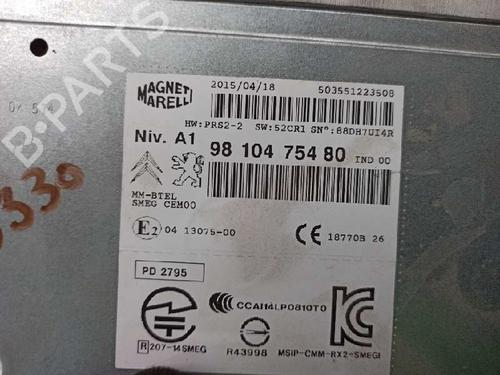 B-PARTS
MAGNETI
MARELLI
2015/04/18
503551223508
HW:PRS2-2 SW:52CR1 SN°:88DH7UI4R
Niv. A1
98 104 754 80 IND 00
MM-BTEL
SMEG CEM00
E2 04 13075-00
CE 18770B 26
PD 2795
CCAI14LP0810T0
R 207-14SMEG
R43998
MSIP-CMM-RX2-SMEGI